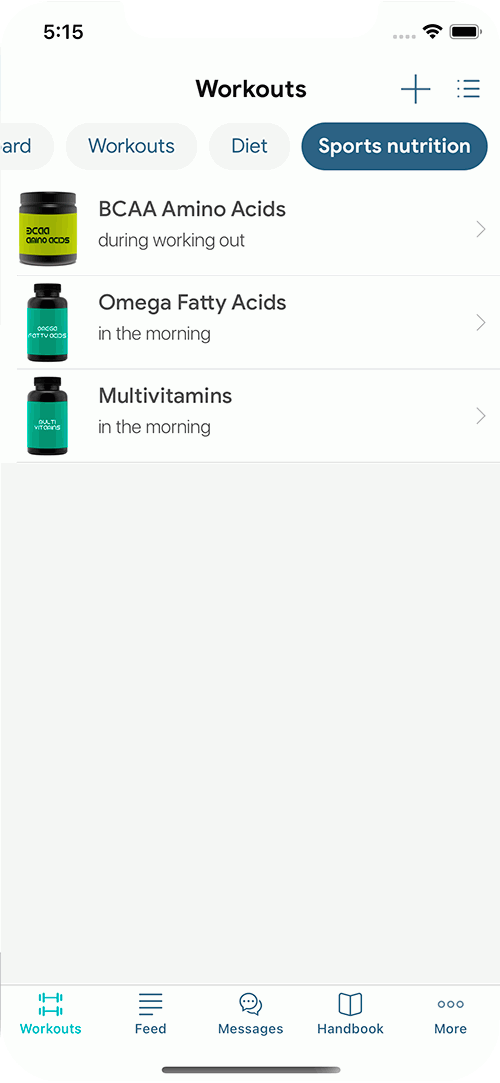 5:15
Workouts
ard
Workouts
Diet
Sports nutrition
BCAA
AMINO ACIDS
BCAA Amino Acids
during working out
OMEGA
FATTY ACIDS
Omega Fatty Acids
in the morning
MULTI
VITAMINS
Multivitamins
in the morning
Workouts
Feed
Messages
Handbook
More